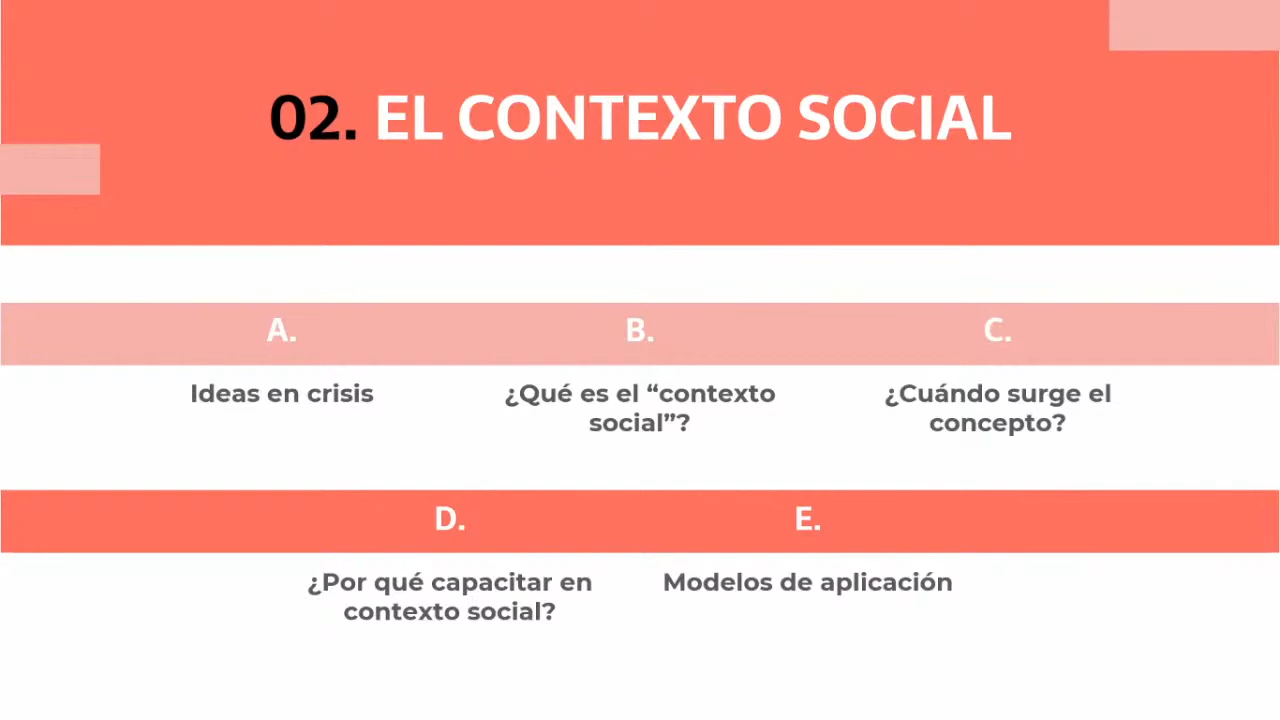 02. EL CONTEXTO SOCIAL
A.
B.
C.
Ideas en crisis
¿Qué es el “contexto
social”?
¿Cuándo surge el
concepto?
D.
E.
¿Por qué capacitar en
contexto social?
Modelos de aplicación